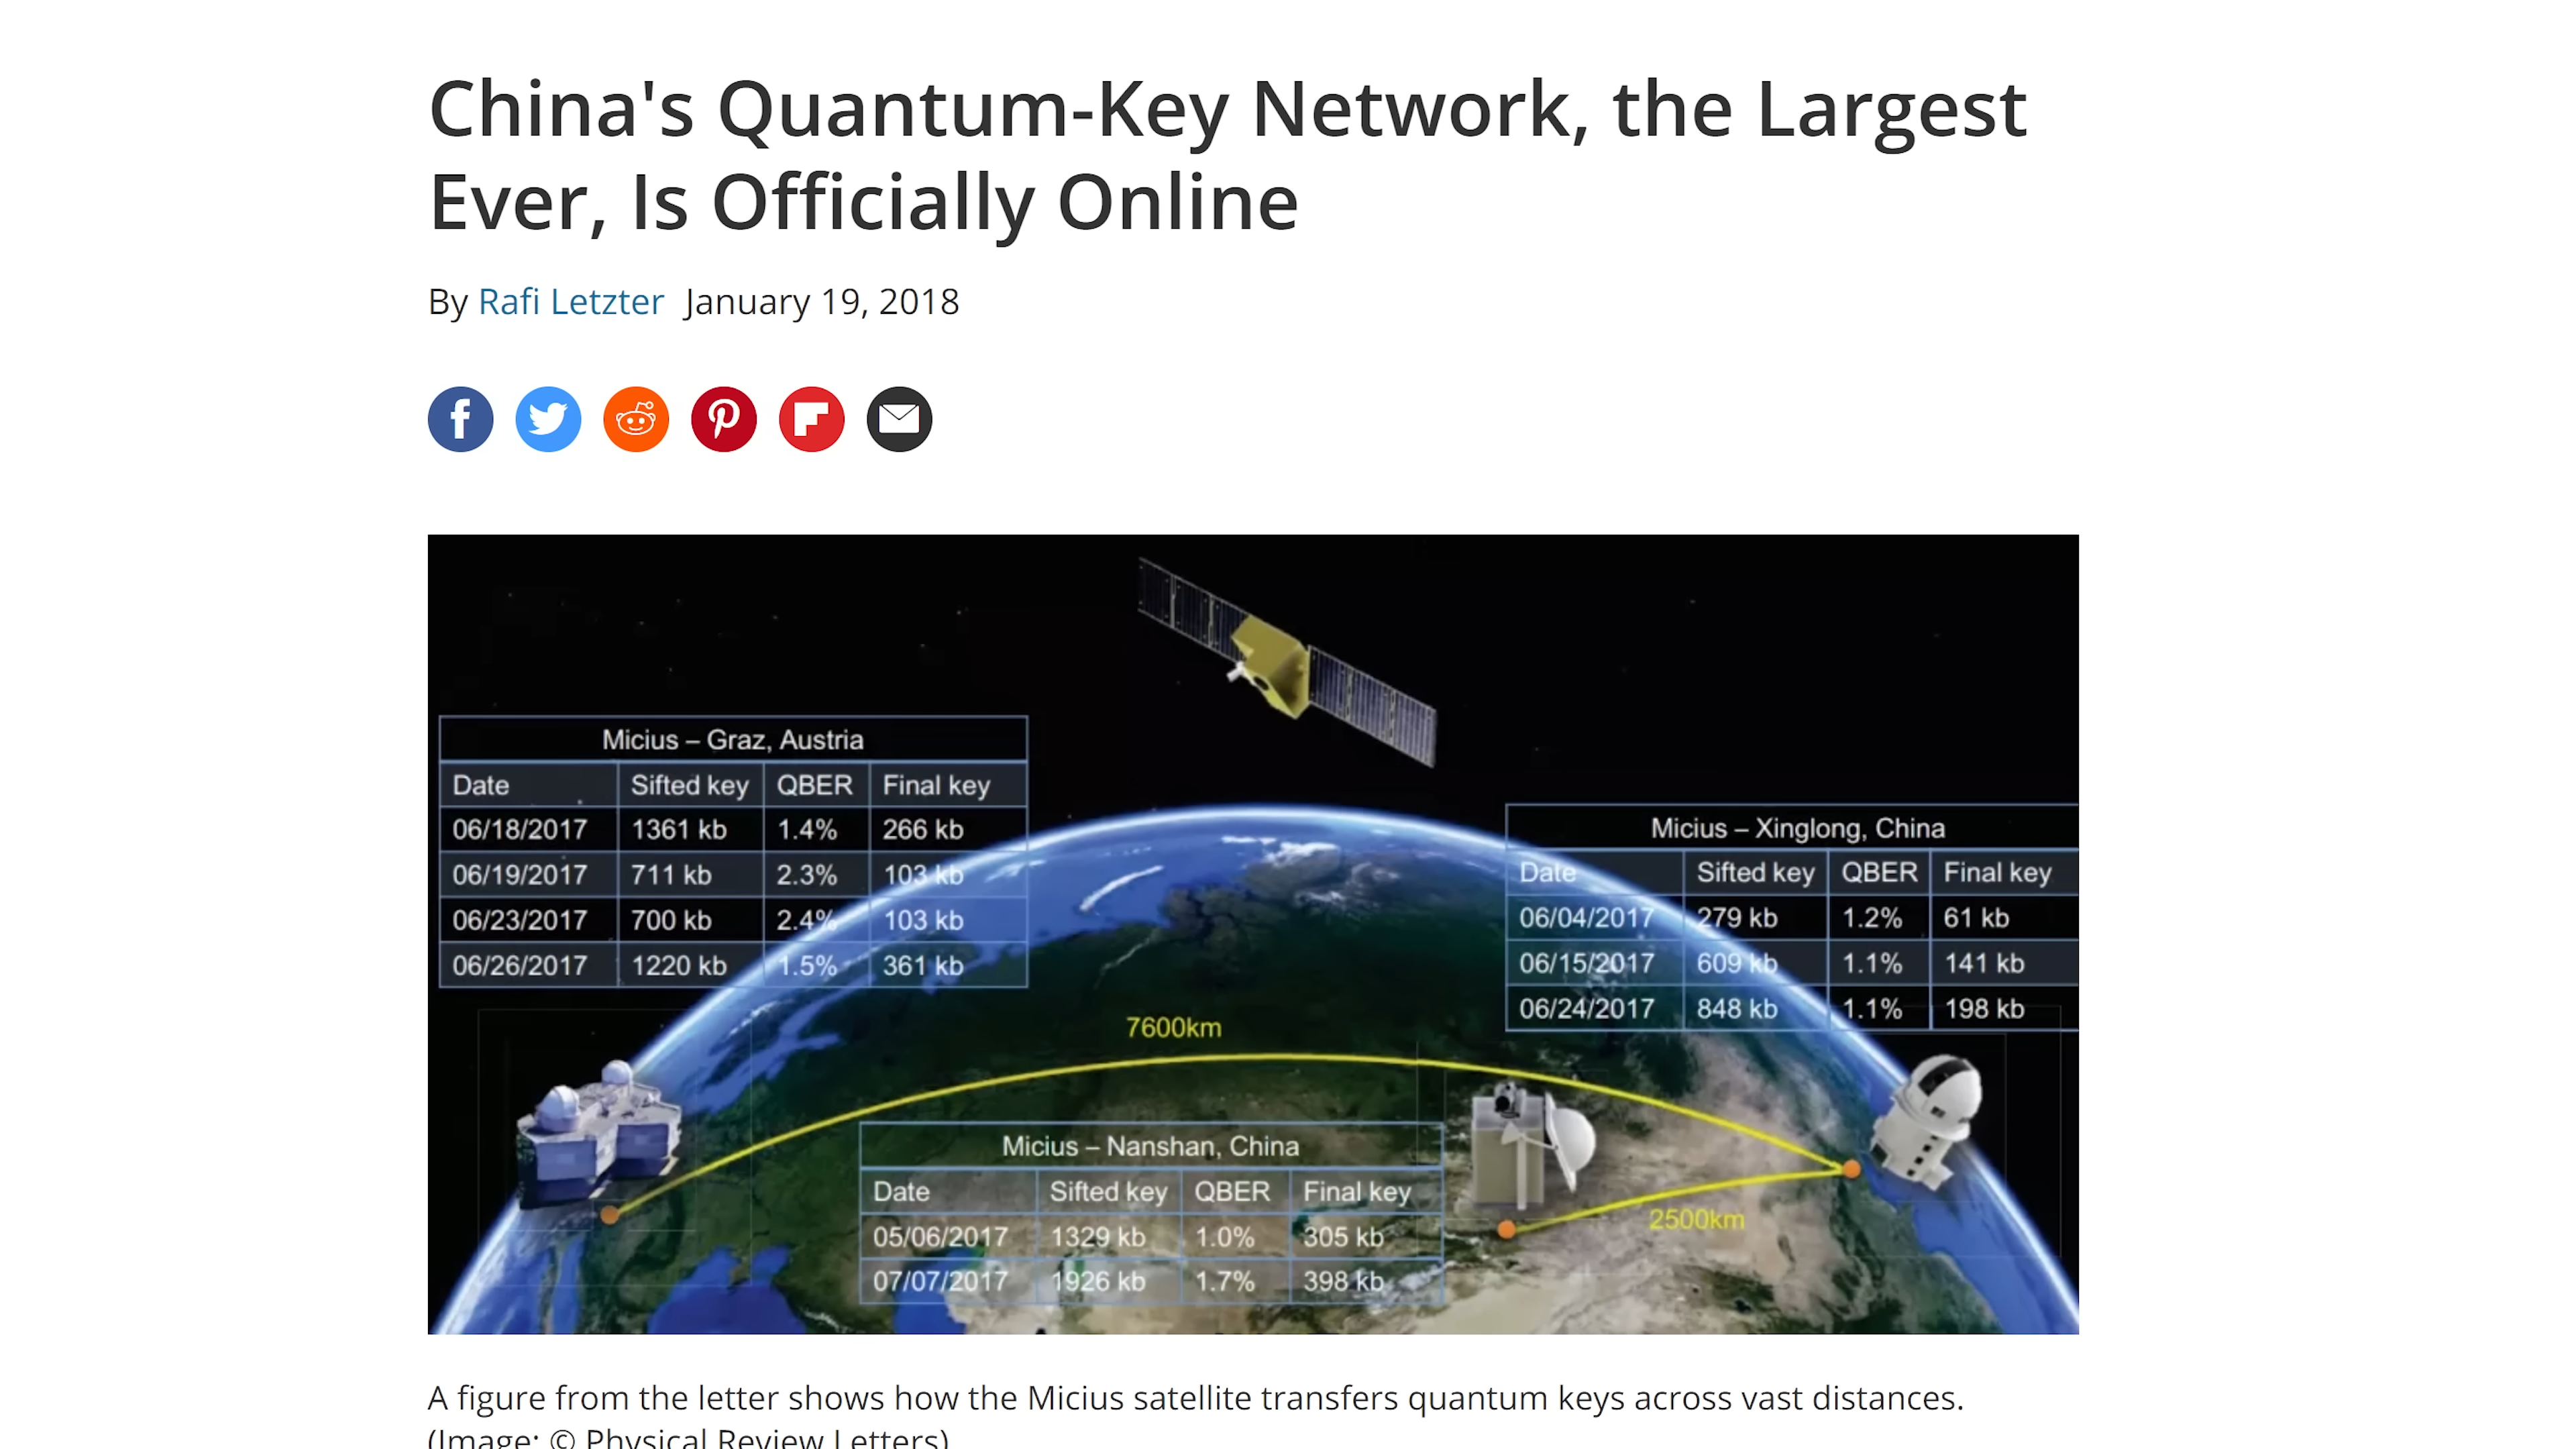 China's Quantum-Key Network, the Largest
Ever, Is Officially Online
By Rafi Letzter January 19, 2018
Micius – Graz, Austria
Date Sifted key QBER Final key
06/18/2017 1361 kb 1.4% 266 kb
06/19/2017 711 kb 2.3% 103 kb
06/23/2017 700 kb 2.4% 103 kb
06/26/2017 1220 kb 1.5% 361 kb
Micius – Xinglong, China
Date Sifted key QBER Final key
06/04/2017 279 kb 1.2% 61 kb
06/15/2017 609 kb 1.1% 141 kb
06/24/2017 848 kb 1.1% 198 kb
7600km
Micius – Nanshan, China
Date Sifted key QBER Final key
05/06/2017 1329 kb 1.0% 305 kb
07/07/2017 1926 kb 1.7% 398 kb
2500km
A figure from the letter shows how the Micius satellite transfers quantum keys across vast distances.
(Image: © Physical Review Letters)